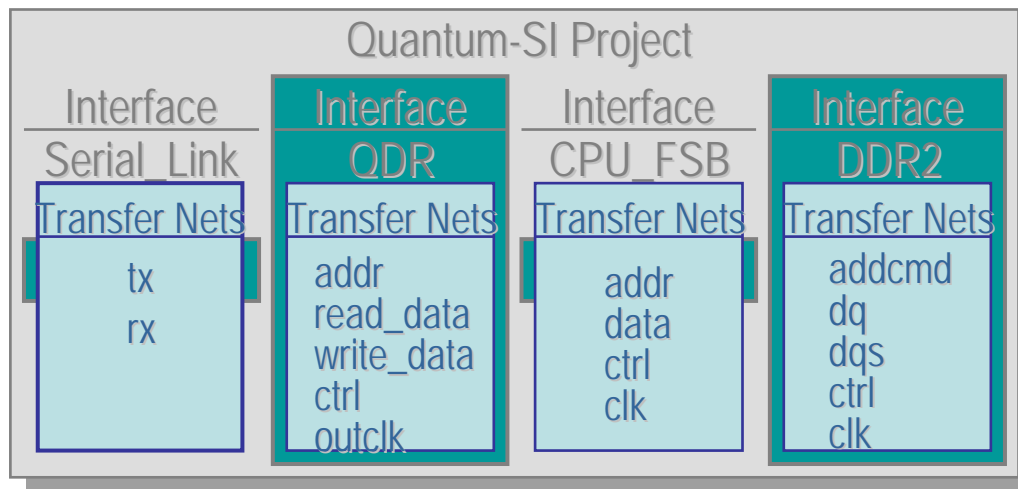 Quantum-SI Project
Interface
Serial_Link
Transfer Nets
tx
rx
Interface
QDR
Transfer Nets
addr
read_data
write_data
ctrl
outclk
Interface
CPU_FSB
Transfer Nets
addr
data
ctrl
clk
Interface
DDR2
Transfer Nets
addcmd
dq
dqs
ctrl
clk